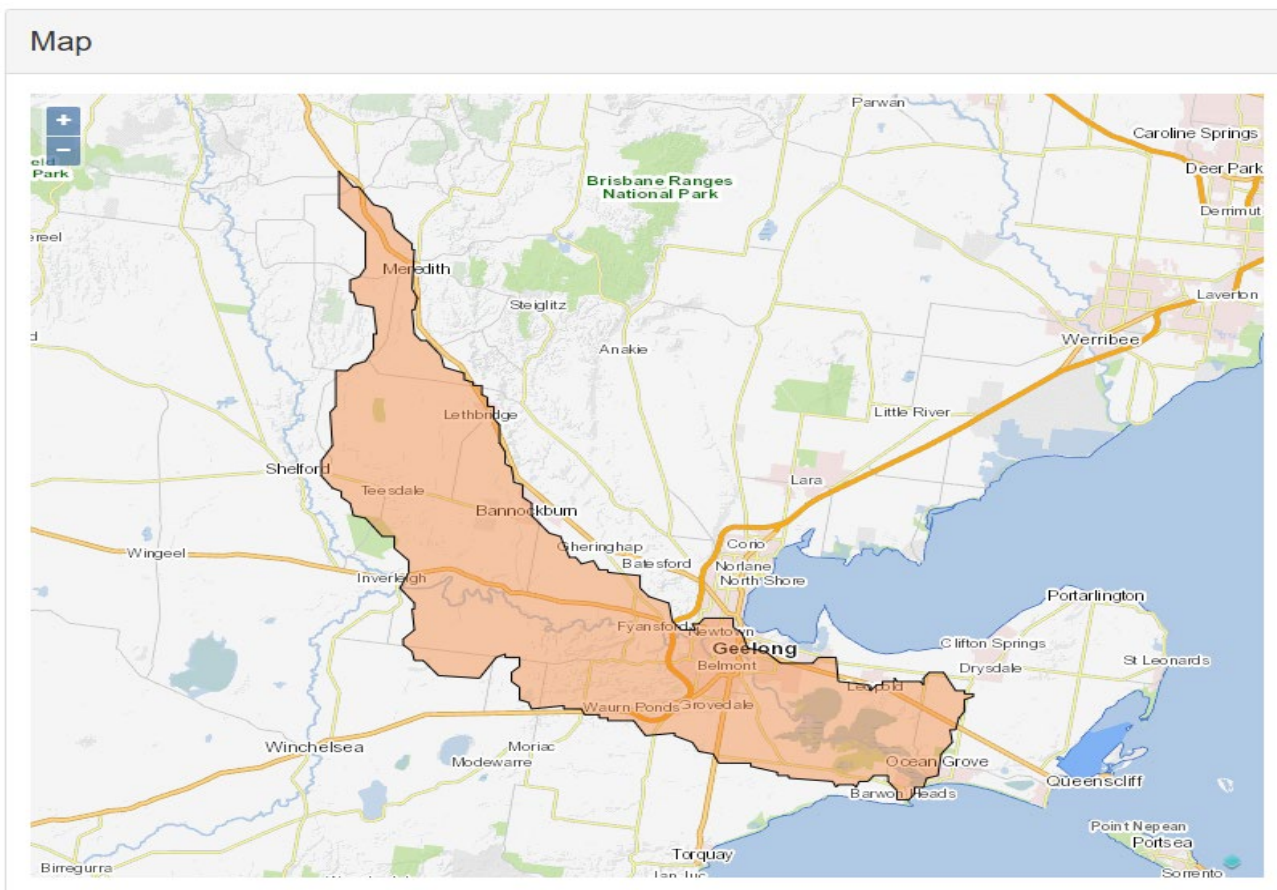 Map
+
−
Parwan
Caroline Springs
Deer Park
Park
Brisbane Ranges
National Park
Derrimut
ereel
Meredith
Laverton
Steiglitz
Werribee
d
Anakie
Lethbridge
Little River
Shelford
Lara
Teesdale
Bannockburn
Corio
Gheringhap
Wingeel
Batesford
Norlane
Inverleigh
North Shore
Portarlington
Fyansford
Newtown
Clifton Springs
Geelong
St Leonards
Belmont
Drysdale
Leopold
Waurn Ponds
Grovedale
Winchelsea
Moriac
Modewarre
Ocean Grove
Queenscliff
Barwon Heads
Point Nepean
Portsea
Torquay
Birregurra
Sorrento